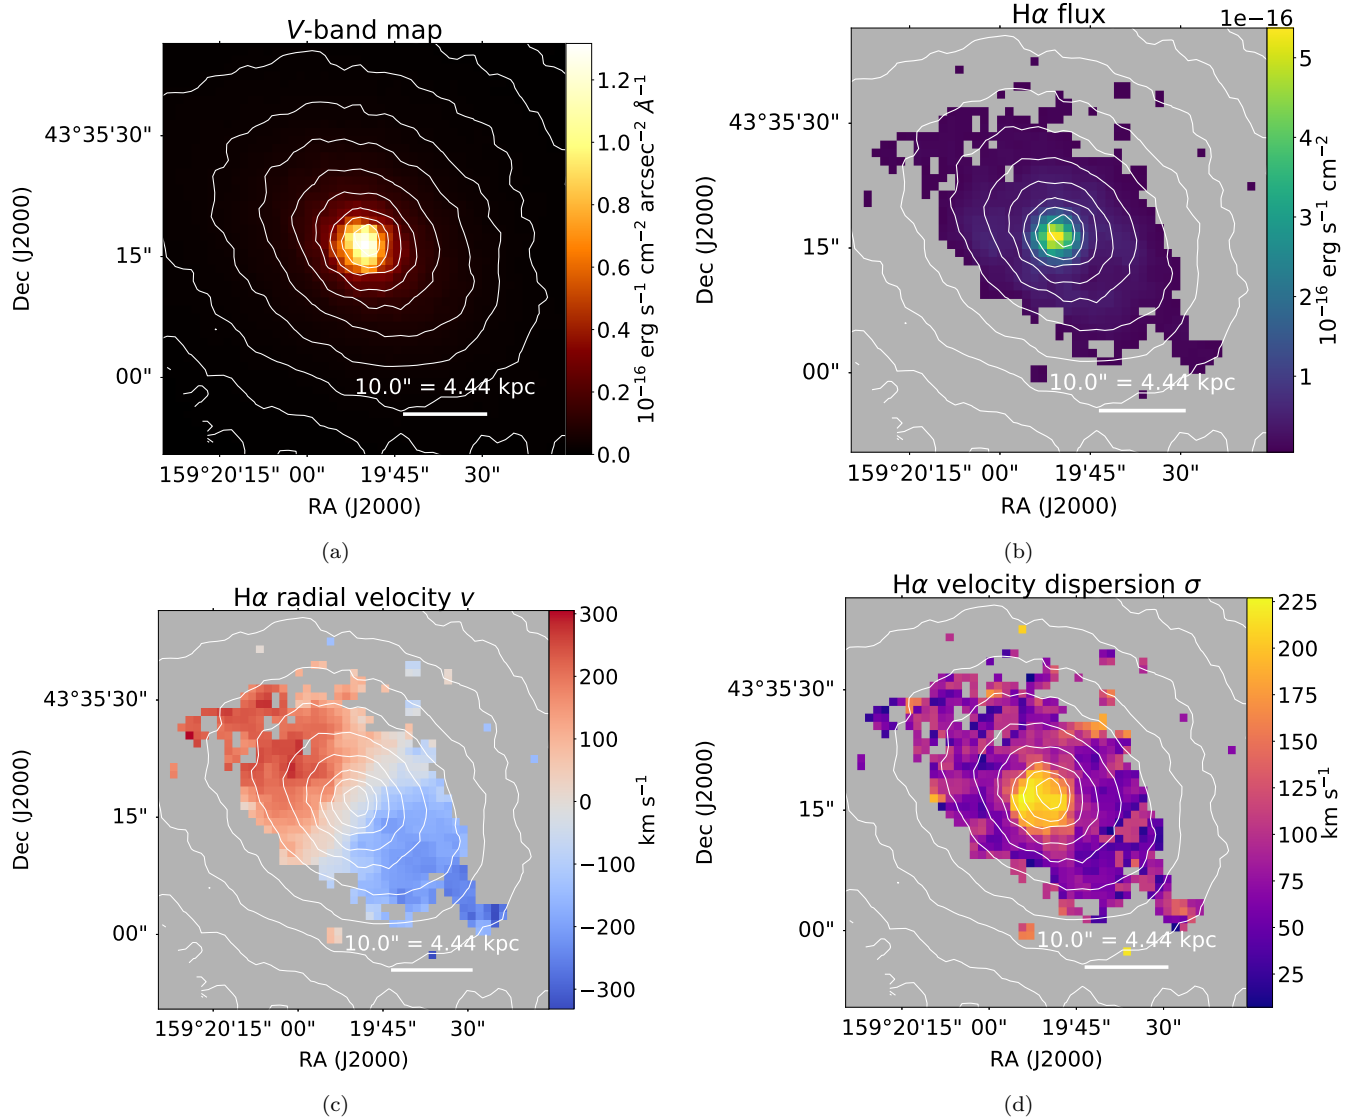 V-band map
43°35'30"
15"
00"
Dec (J2000)
10.0" = 4.44 kpc
159°20'15" 00" 19'45" 30"
RA (J2000)
0.0
0.2
0.4
0.6
0.8
1.0
1.2
10⁻¹⁶ erg s⁻¹ cm⁻² arcsec⁻² Å⁻¹
(a)
Hα flux
1e−16
43°35'30"
15"
00"
Dec (J2000)
10.0" = 4.44 kpc
159°20'15" 00" 19'45" 30"
RA (J2000)
5
4
3
2
1
10⁻¹⁶ erg s⁻¹ cm⁻²
(b)
Hα radial velocity v
43°35'30"
15"
00"
Dec (J2000)
10.0" = 4.44 kpc
159°20'15" 00" 19'45" 30"
RA (J2000)
300
200
100
0
−100
−200
−300
km s⁻¹
(c)
Hα velocity dispersion σ
43°35'30"
15"
00"
Dec (J2000)
10.0" = 4.44 kpc
159°20'15" 00" 19'45" 30"
RA (J2000)
225
200
175
150
125
100
75
50
25
km s⁻¹
(d)